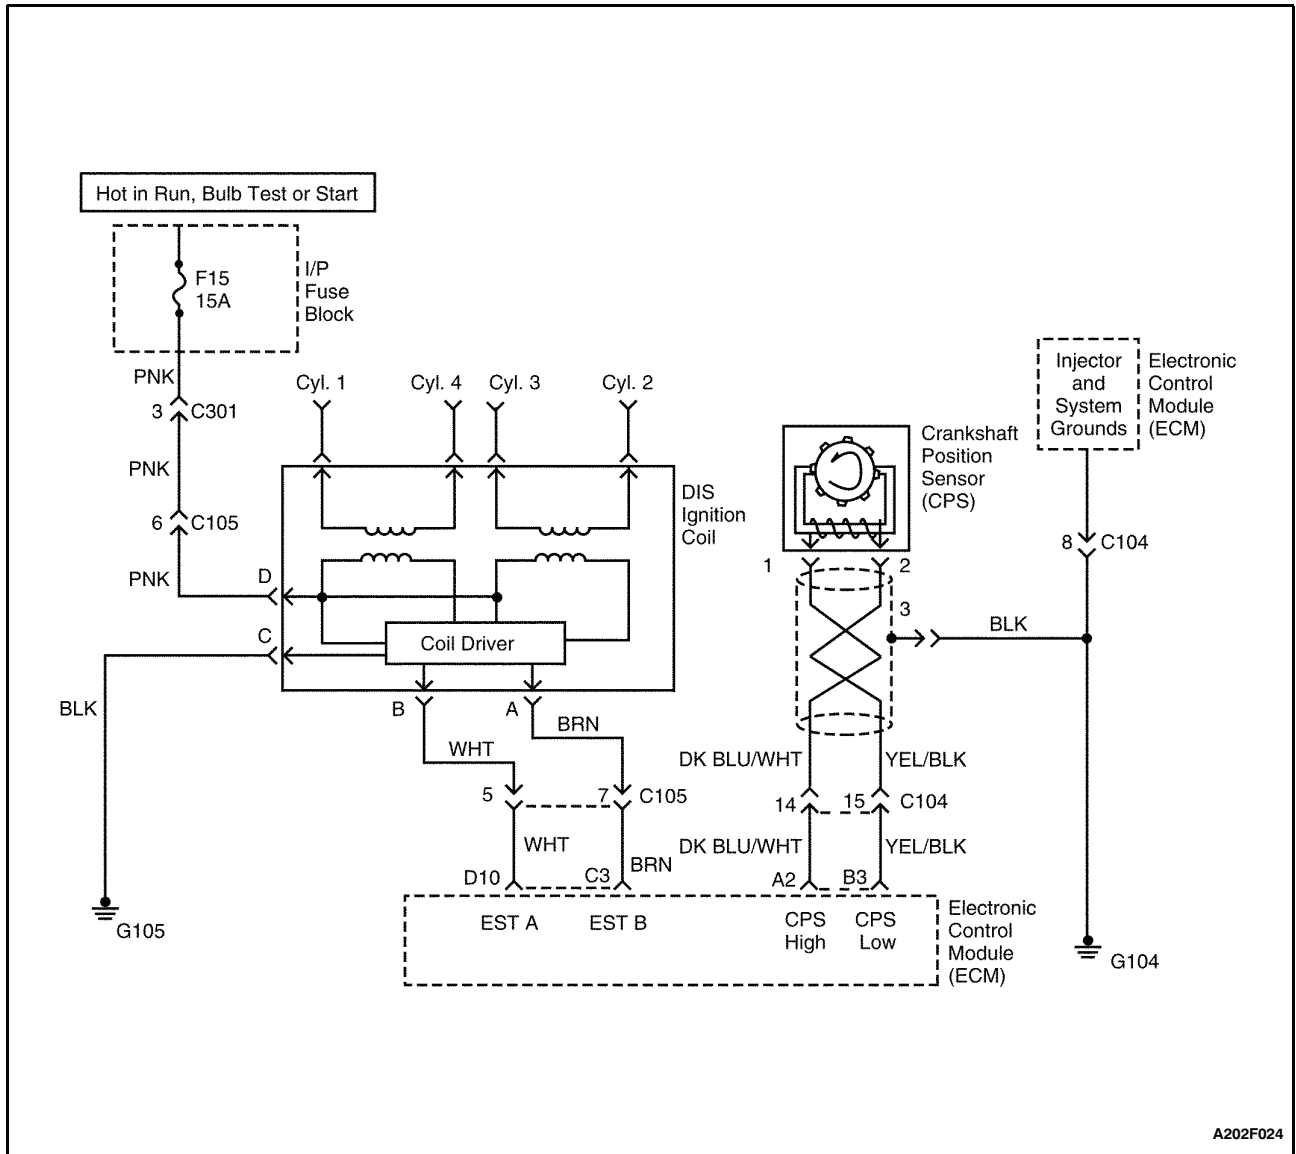 Hot in Run, Bulb Test or Start
F15
15A
I/P
Fuse
Block
PNK
3 C301
PNK
6 C105
PNK
Cyl. 1
Cyl. 4
Cyl. 3
Cyl. 2
DIS
Ignition
Coil
D
C
Coil Driver
BLK
G105
B
A
WHT
BRN
5
7 C105
WHT
BRN
D10
C3
EST A
EST B
Crankshaft
Position
Sensor
(CPS)
1
2
3
BLK
DK BLU/WHT
YEL/BLK
14
15 C104
DK BLU/WHT
YEL/BLK
A2
B3
CPS
High
CPS
Low
Electronic
Control
Module
(ECM)
Injector
and
System
Grounds
Electronic
Control
Module
(ECM)
8 C104
G104
A202F024